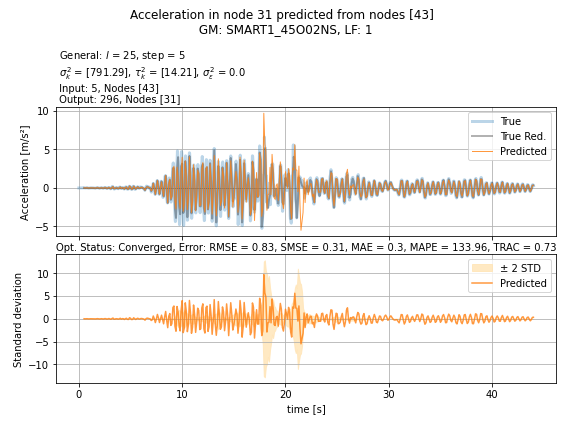 Acceleration in node 31 predicted from nodes [43]
GM: SMART1_45O02NS, LF: 1
General: l = 25, step = 5
σ²ₖ = [791.29], τ²ₖ = [14.21], σ²ε = 0.0
Input: 5, Nodes [43]
Output: 296, Nodes [31]
Acceleration [m/s²]
10
5
0
−5
True
True Red.
Predicted
Opt. Status: Converged, Error: RMSE = 0.83, SMSE = 0.31, MAE = 0.3, MAPE = 133.96, TRAC = 0.73
Standard deviation
10
5
0
−5
−10
± 2 STD
Predicted
0 10 20 30 40
time [s]